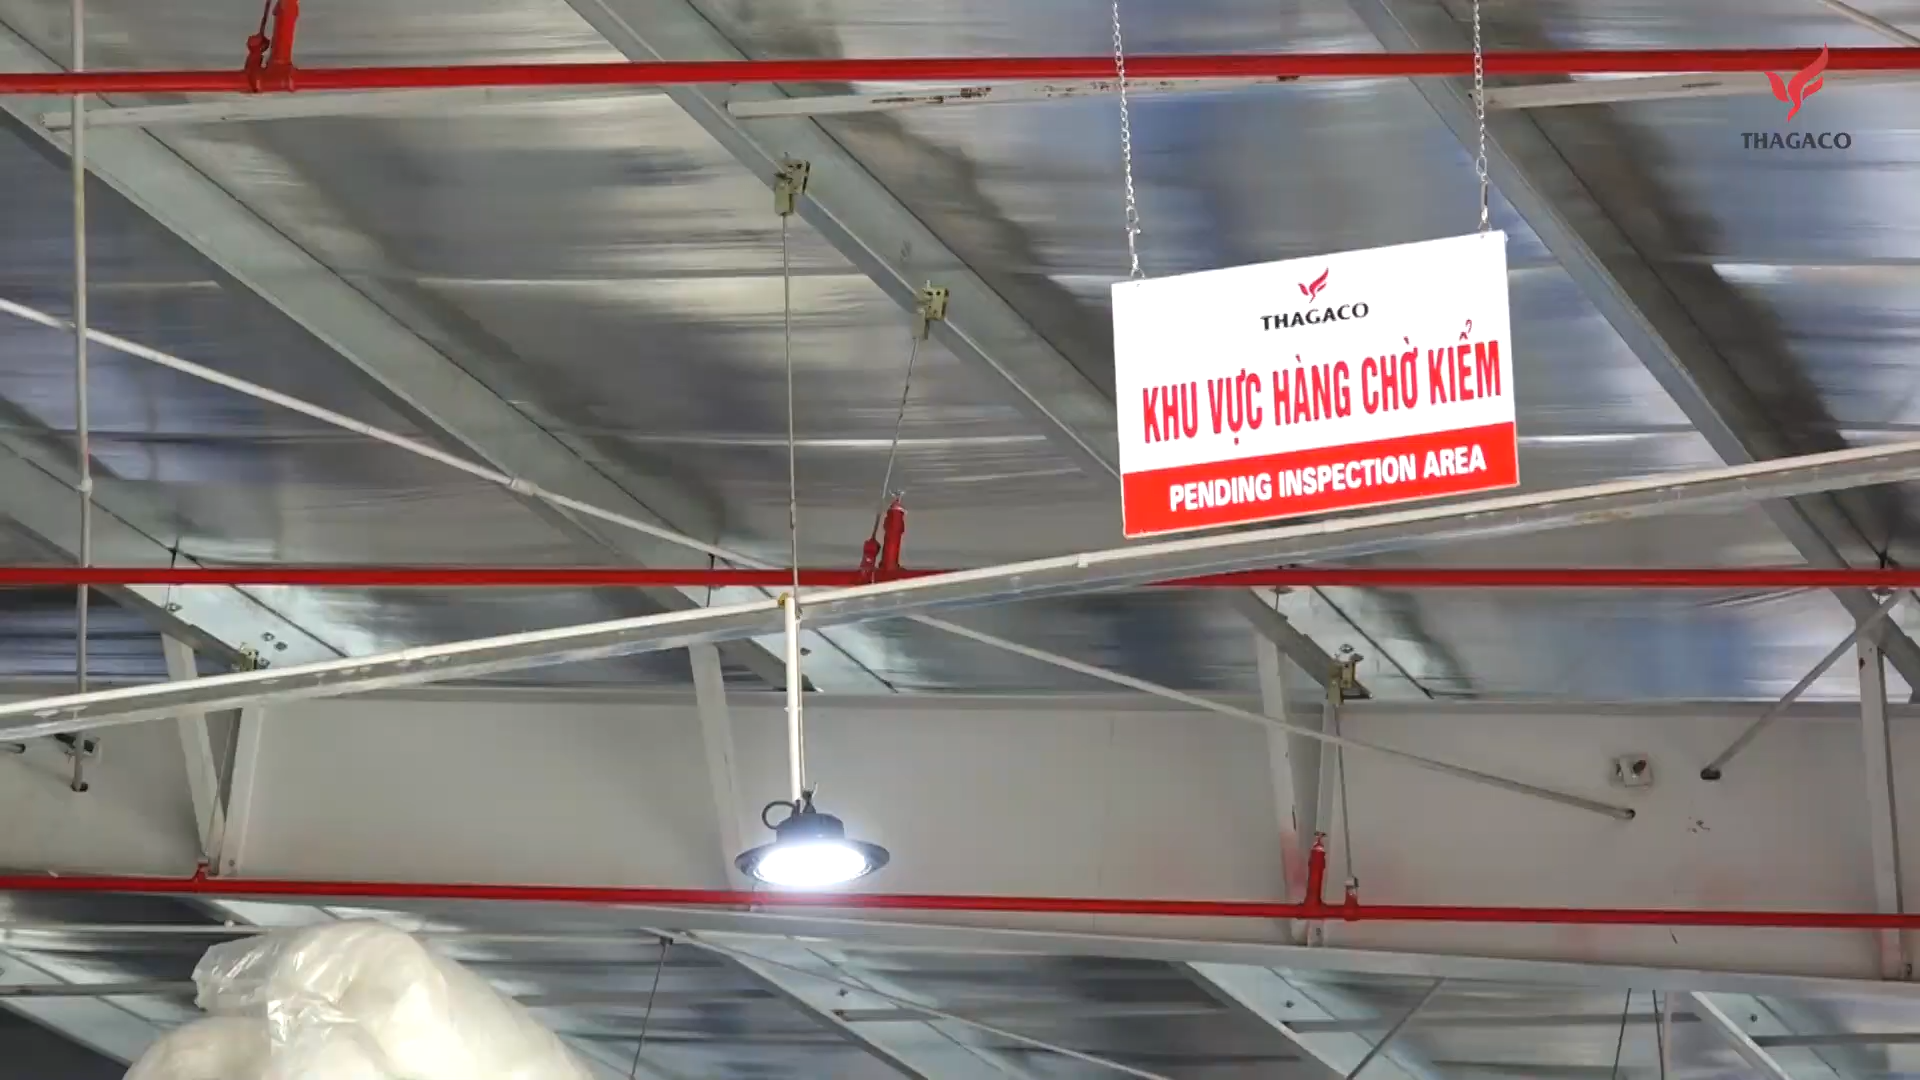 THAGACO
THAGACO
KHU VỰC HÀNG CHỜ KIỂM
PENDING INSPECTION AREA